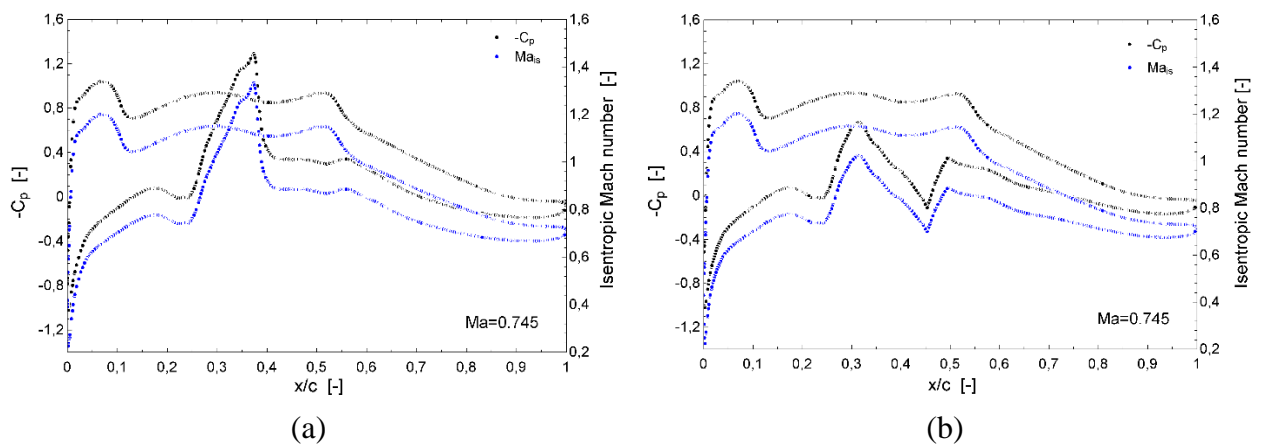 1,6
1,2
0,8
0,4
0
-0,4
-0,8
-1,2
-Cp [-]
-Cp
Mais
Ma=0.745
1,6
1,4
1,2
1
0,8
0,6
0,4
0,2
Isentropic Mach number [-]
0 0,1 0,2 0,3 0,4 0,5 0,6 0,7 0,8 0,9 1
x/c [-]
(a)
1,6
1,2
0,8
0,4
0
-0,4
-0,8
-1,2
-Cp [-]
-Cp
Mais
Ma=0.745
1,6
1,4
1,2
1
0,8
0,6
0,4
0,2
Isentropic Mach number [-]
0 0,1 0,2 0,3 0,4 0,5 0,6 0,7 0,8 0,9 1
x/c [-]
(b)